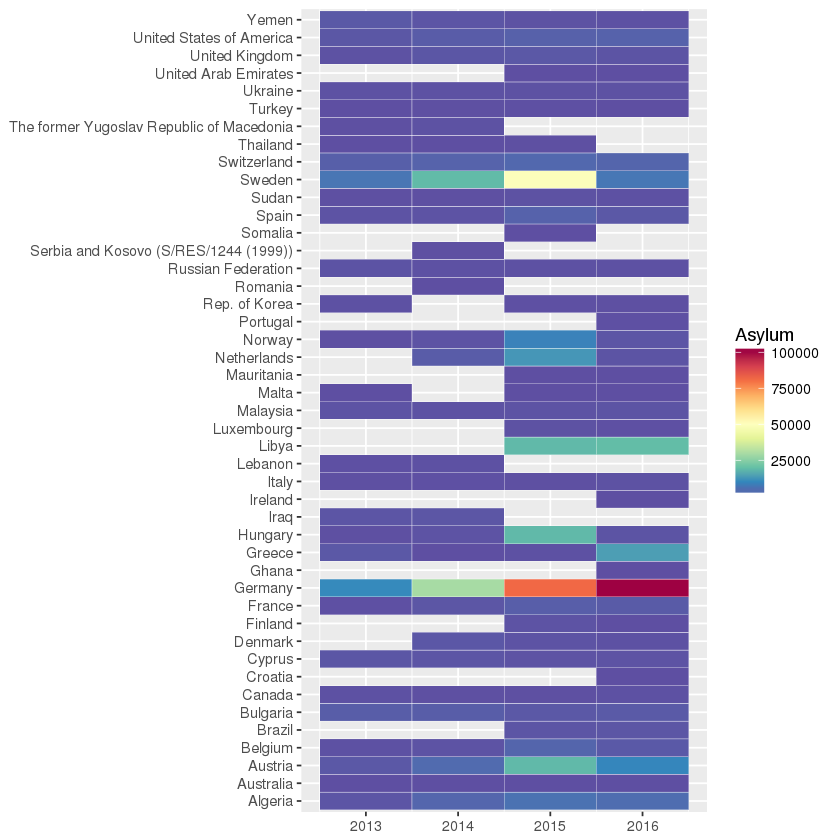 Yemen
United States of America
United Kingdom
United Arab Emirates
Ukraine
Turkey
The former Yugoslav Republic of Macedonia
Thailand
Switzerland
Sweden
Sudan
Spain
Somalia
Serbia and Kosovo (S/RES/1244 (1999))
Russian Federation
Romania
Rep. of Korea
Portugal
Norway
Netherlands
Mauritania
Malta
Malaysia
Luxembourg
Libya
Lebanon
Italy
Ireland
Iraq
Hungary
Greece
Ghana
Germany
France
Finland
Denmark
Cyprus
Croatia
Canada
Bulgaria
Brazil
Belgium
Austria
Australia
Algeria
2013 2014 2015 2016
Asylum
100000
75000
50000
25000